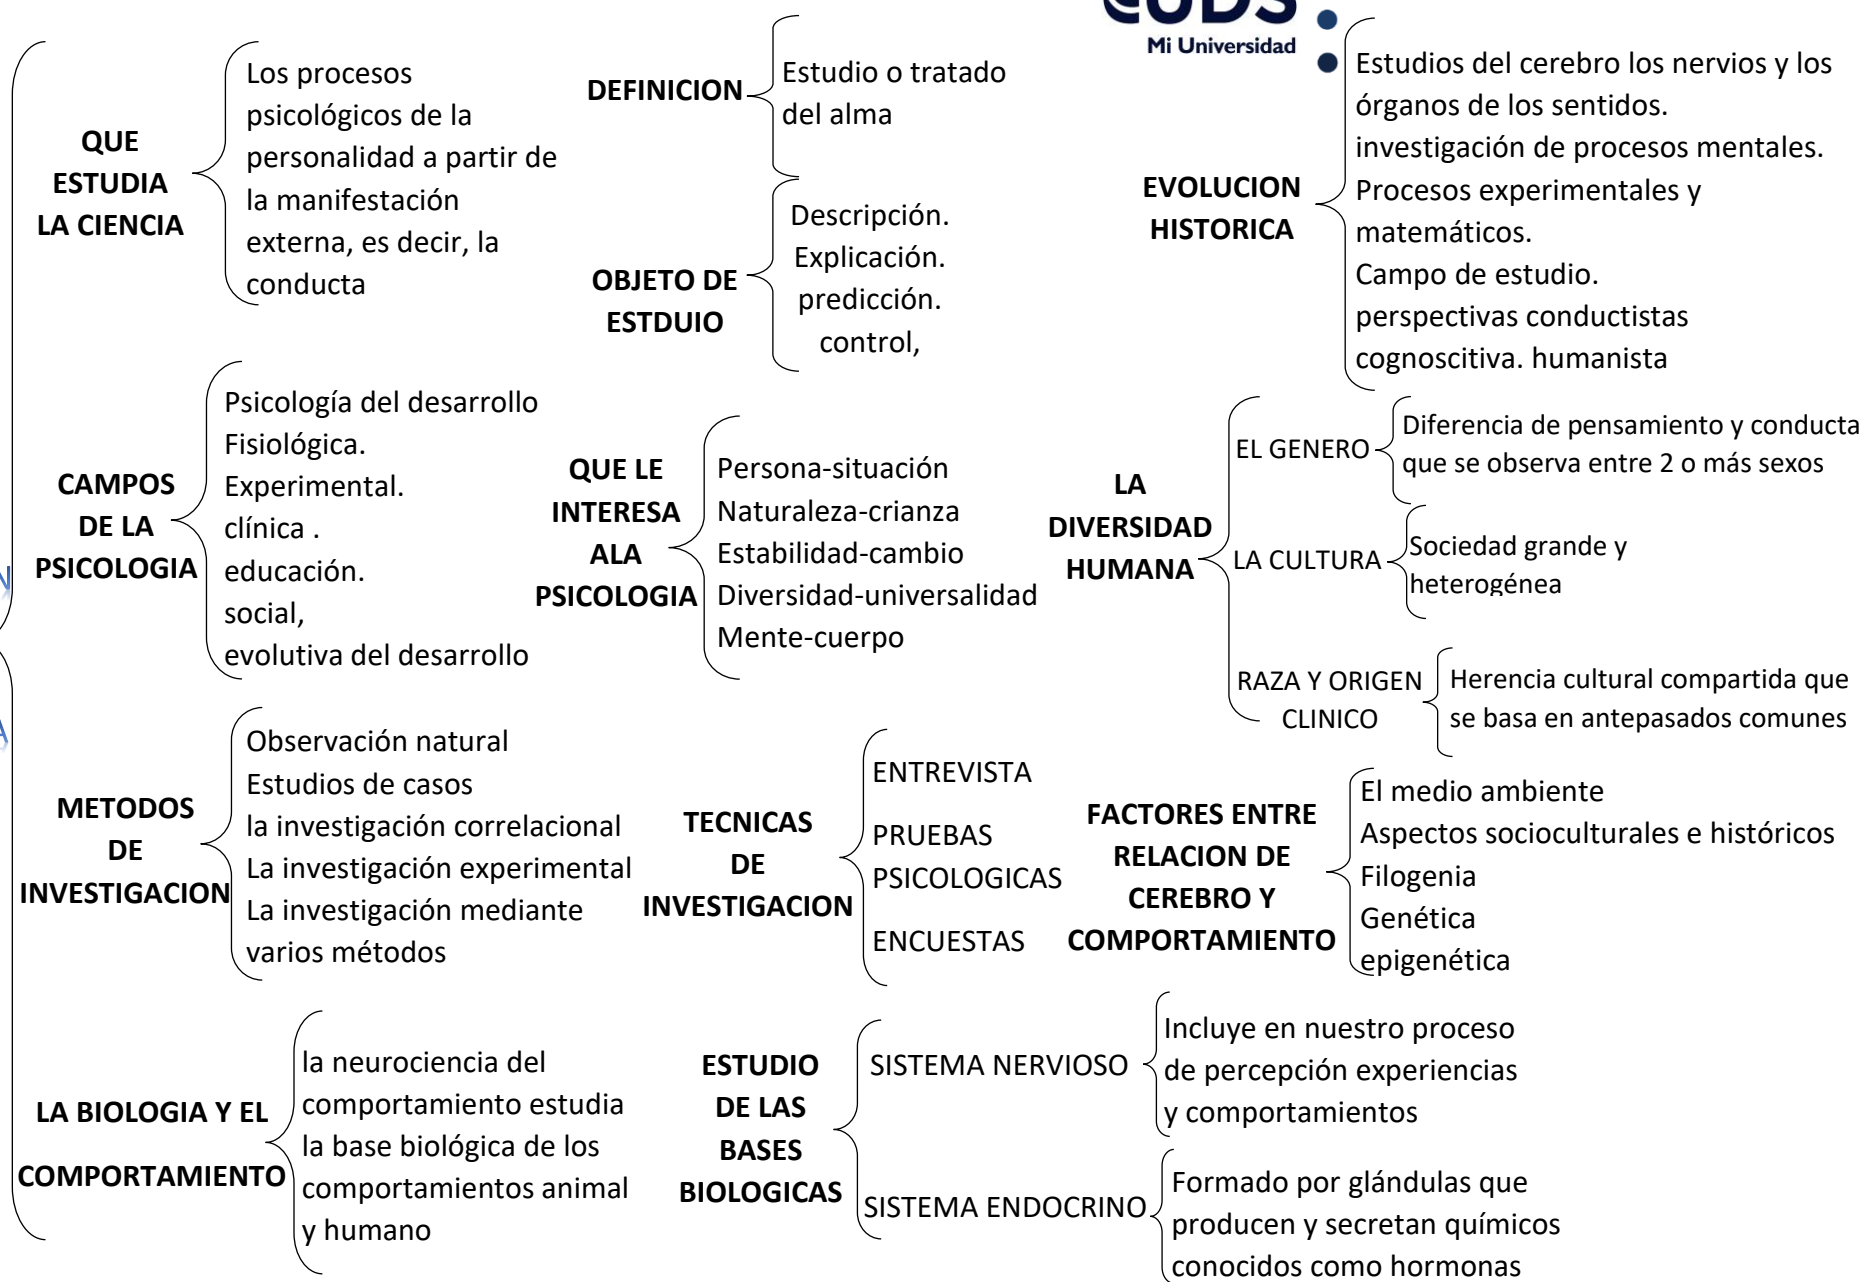 Mi Universidad
QUE
ESTUDIA
LA CIENCIA
Los procesos
psicológicos de la
personalidad a partir de
la manifestación
externa, es decir, la
conducta
DEFINICION
Estudio o tratado
del alma
OBJETO DE
ESTDUIO
Descripción.
Explicación.
predicción.
control,
EVOLUCION
HISTORICA
Estudios del cerebro los nervios y los
órganos de los sentidos.
investigación de procesos mentales.
Procesos experimentales y
matemáticos.
Campo de estudio.
perspectivas conductistas
cognoscitiva. humanista
CAMPOS
DE LA
PSICOLOGIA
Psicología del desarrollo
Fisiológica.
Experimental.
clínica .
educación.
social,
evolutiva del desarrollo
QUE LE
INTERESA
ALA
PSICOLOGIA
Persona-situación
Naturaleza-crianza
Estabilidad-cambio
Diversidad-universalidad
Mente-cuerpo
LA
DIVERSIDAD
HUMANA
EL GENERO
Diferencia de pensamiento y conducta
que se observa entre 2 o más sexos
LA CULTURA
Sociedad grande y
heterogénea
RAZA Y ORIGEN
CLINICO
Herencia cultural compartida que
se basa en antepasados comunes
METODOS
DE
INVESTIGACION
Observación natural
Estudios de casos
la investigación correlacional
La investigación experimental
La investigación mediante
varios métodos
TECNICAS
DE
INVESTIGACION
ENTREVISTA
PRUEBAS
PSICOLOGICAS
ENCUESTAS
FACTORES ENTRE
RELACION DE
CEREBRO Y
COMPORTAMIENTO
El medio ambiente
Aspectos socioculturales e históricos
Filogenia
Genética
epigenética
LA BIOLOGIA Y EL
COMPORTAMIENTO
la neurociencia del
comportamiento estudia
la base biológica de los
comportamientos animal
y humano
ESTUDIO
DE LAS
BASES
BIOLOGICAS
SISTEMA NERVIOSO
Incluye en nuestro proceso
de percepción experiencias
y comportamientos
SISTEMA ENDOCRINO
Formado por glándulas que
producen y secretan químicos
conocidos como hormonas